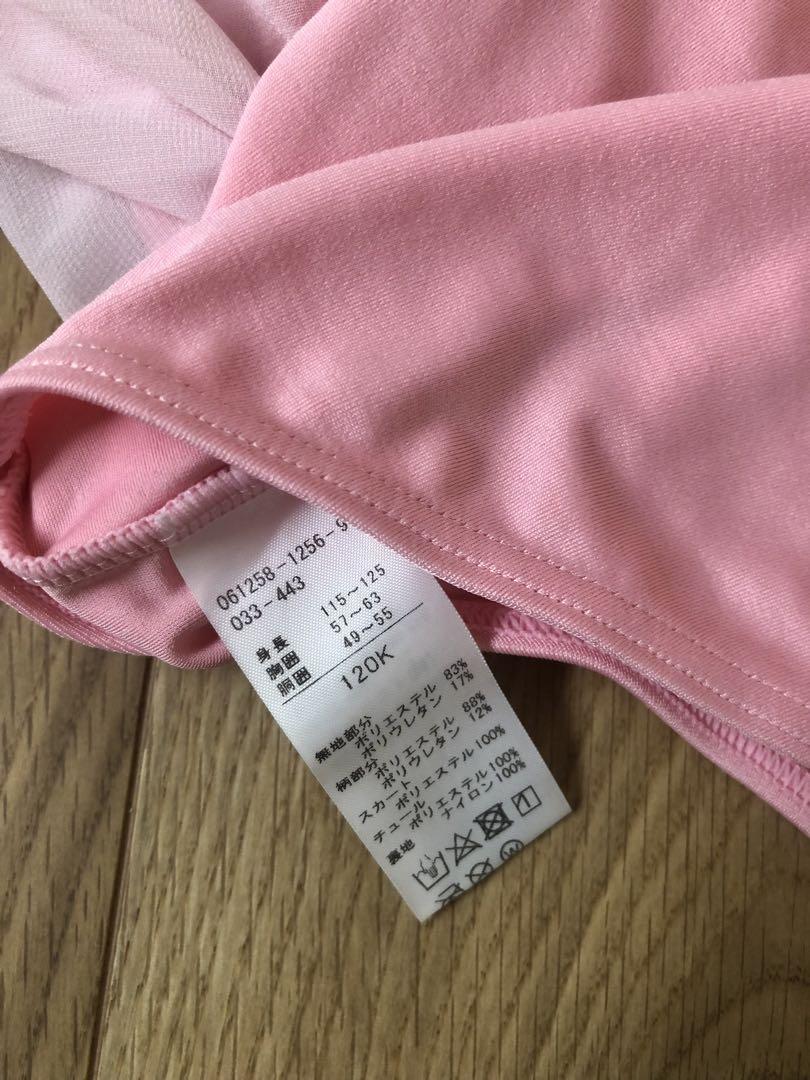 061258-1256-9
033-443
身長 115～125
胸囲 57～63
胴囲 49～55
120K
無地部分 ポリエステル 83%
ポリウレタン 17%
柄部分 ポリエステル 88%
ポリウレタン 12%
スカート
ポリエステル100%
チュール
ポリエステル100%
裏地 ナイロン100%
W